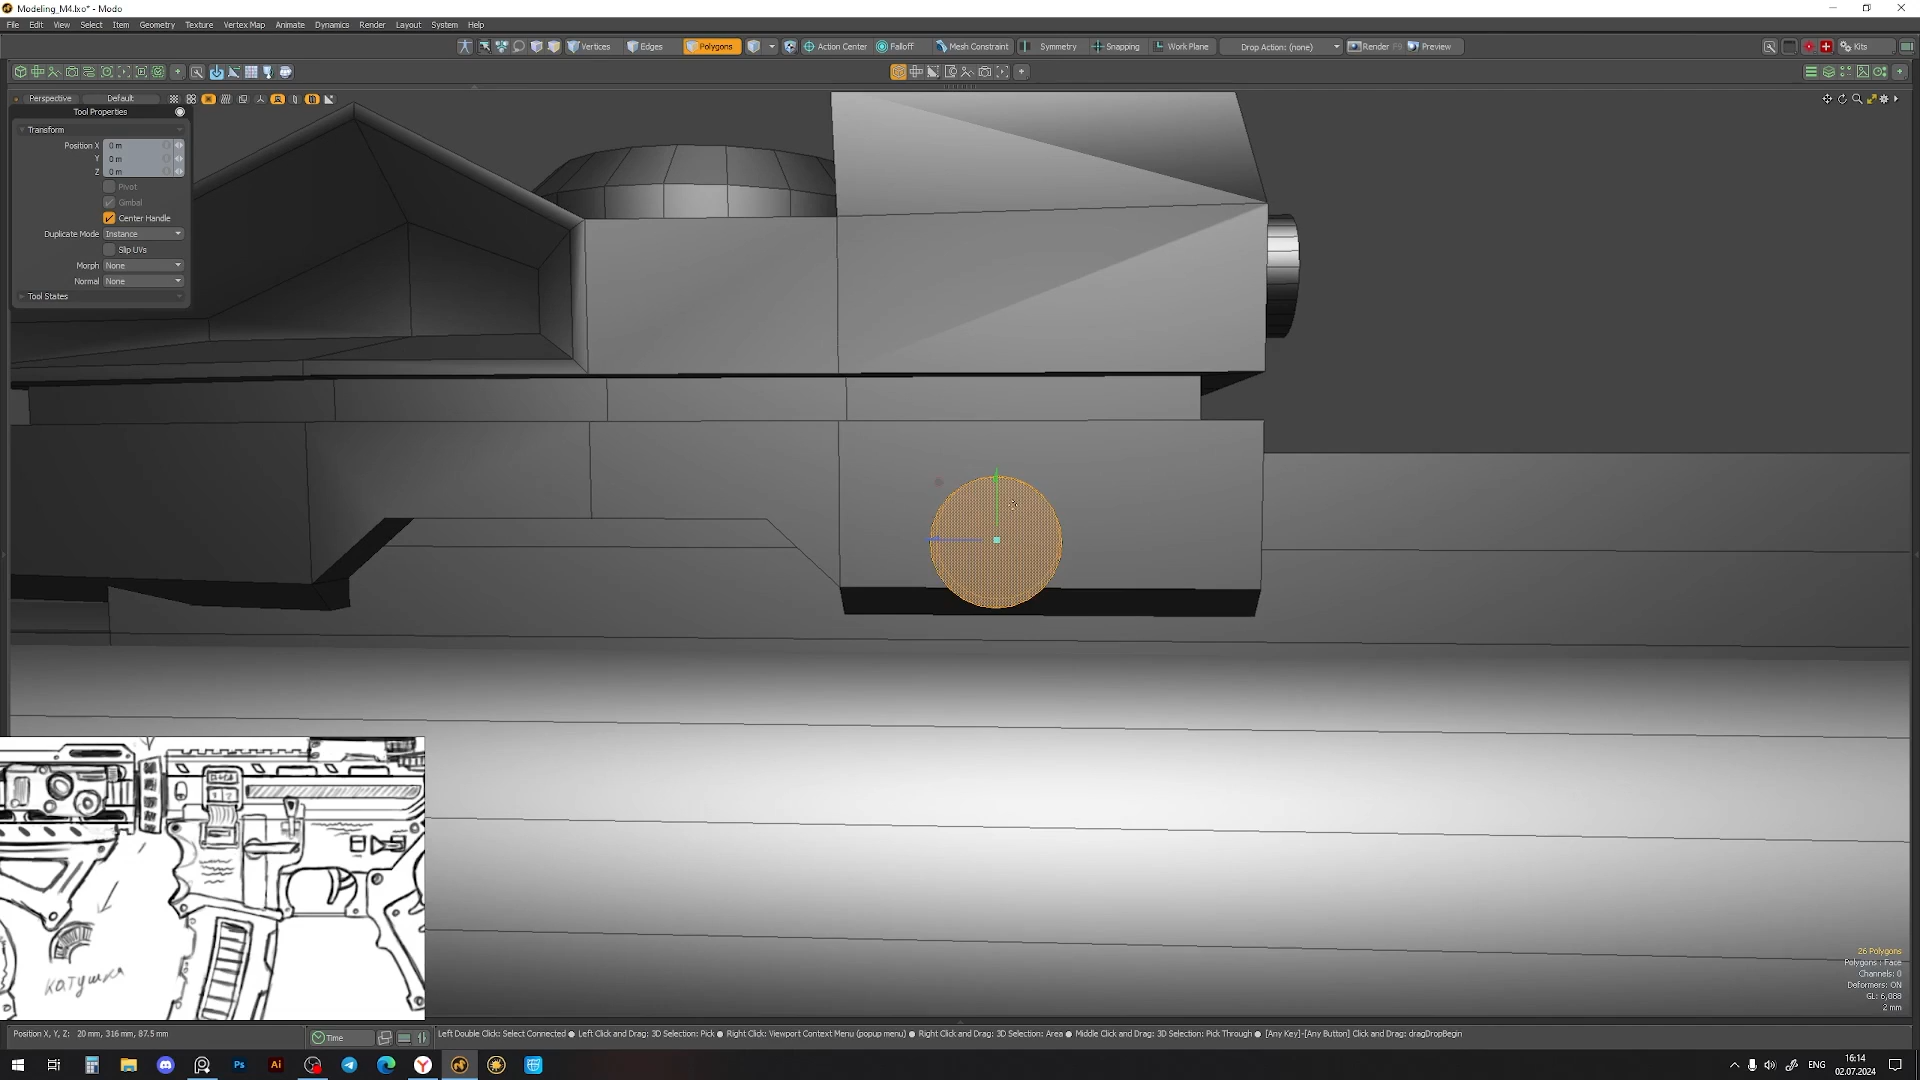 Modeling_M4.lxo* - Modo
File Edit View Select Item Geometry Texture Vertex Map Animate Dynamics Render Layout System Help
Vertices Edges Polygons Action Center Falloff Mesh Constraint Symmetry Snapping Work Plane Drop Action: (none) Render Preview Kits
Perspective Default
Tool Properties
Transform
Position X 0 m
Y 0 m
Z 0 m
Pivot
Gimbal
Center Handle
Duplicate Mode Instance
Slip UVs
Morph None
Normal None
Tool States
катушка
26 Polygons
Polygons : Face
Channels: 0
Deformers: ON
GL: 6,088
2 mm
Position X, Y, Z: 20 mm, 316 mm, 87.5 mm
Time
Left Double Click: Select Connected ● Left Click and Drag: 3D Selection: Pick ● Right Click: Viewport Context Menu (popup menu) ● Right Click and Drag: 3D Selection: Area ● Middle Click and Drag: 3D Selection: Pick Through ● [Any Key]-[Any Button] Click and Drag: dragDropBegin
Ps Ai
ENG
16:14
02.07.2024